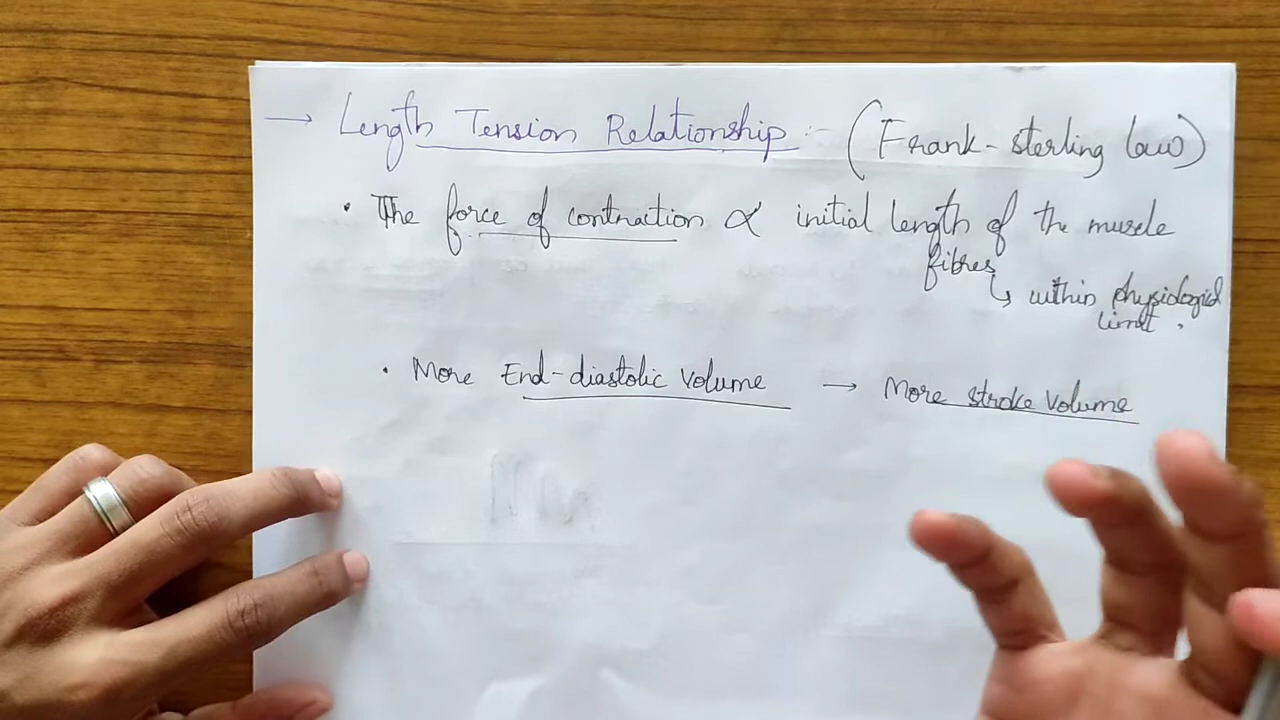 → Length Tension Relationship :- (Frank-sterling law)
• The force of contraction ∝ initial length of the muscle
fibres
↳ within physiological
limit.
• More End-diastolic Volume → More stroke Volume